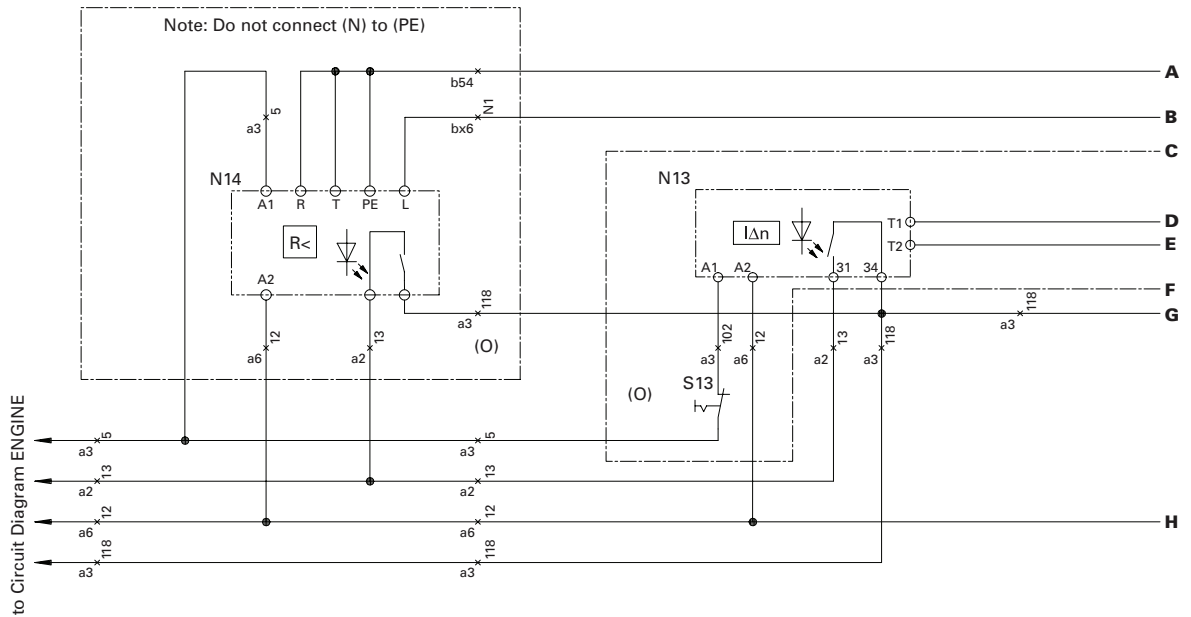 Note: Do not connect (N) to (PE)
b54
A
5
a3
N1
bx6
B
C
N14
A1 R T PE L
R<
A2
N13
IΔn
T1
D
T2
E
A1 A2 31 34
F
118
a3
118
a3
G
12
a6
13
a2
(O)
102
a3
12
a6
13
a2
118
a3
S13
(O)
to Circuit Diagram ENGINE
5
a3
5
a3
13
a2
13
a2
12
a6
12
a6
H
118
a3
118
a3